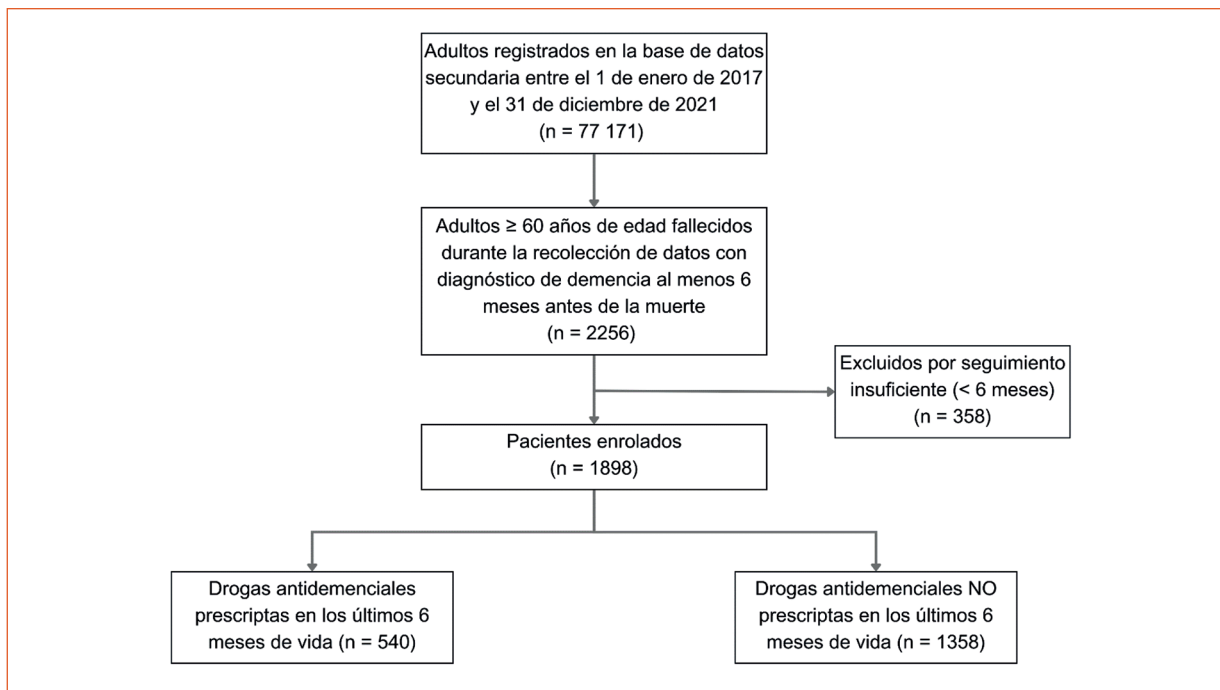 Adultos registrados en la base de datos
secundaria entre el 1 de enero de 2017
y el 31 de diciembre de 2021
(n = 77 171)
Adultos ≥ 60 años de edad fallecidos
durante la recolección de datos con
diagnóstico de demencia al menos 6
meses antes de la muerte
(n = 2256)
Excluidos por seguimiento
insuficiente (< 6 meses)
(n = 358)
Pacientes enrolados
(n = 1898)
Drogas antidemenciales
prescriptas en los últimos 6
meses de vida (n = 540)
Drogas antidemenciales NO
prescriptas en los últimos 6
meses de vida n = 1358)